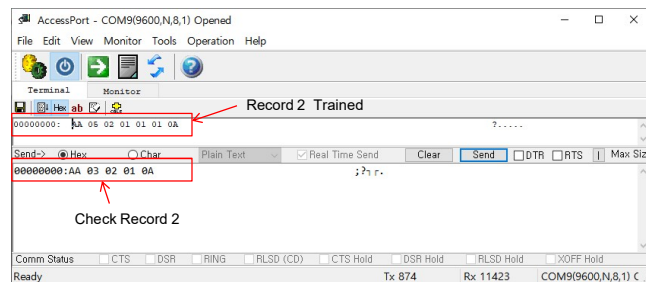 AccessPort - COM9(9600,N,8,1) Opened
File Edit View Monitor Tools Operation Help
Terminal Monitor
Hex ab
Record 2 Trained
00000000: AA 05 02 01 01 01 0A ?.....
Send-> Hex Char Plain Text Real Time Send Clear Send DTR RTS Max Siz
00000000:AA 03 02 01 0A
Check Record 2
Comm Status CTS DSR RING RLSD (CD) CTS Hold DSR Hold RLSD Hold XOFF Hold
Ready Tx 874 Rx 11423 COM9(9600,N,8,1) C